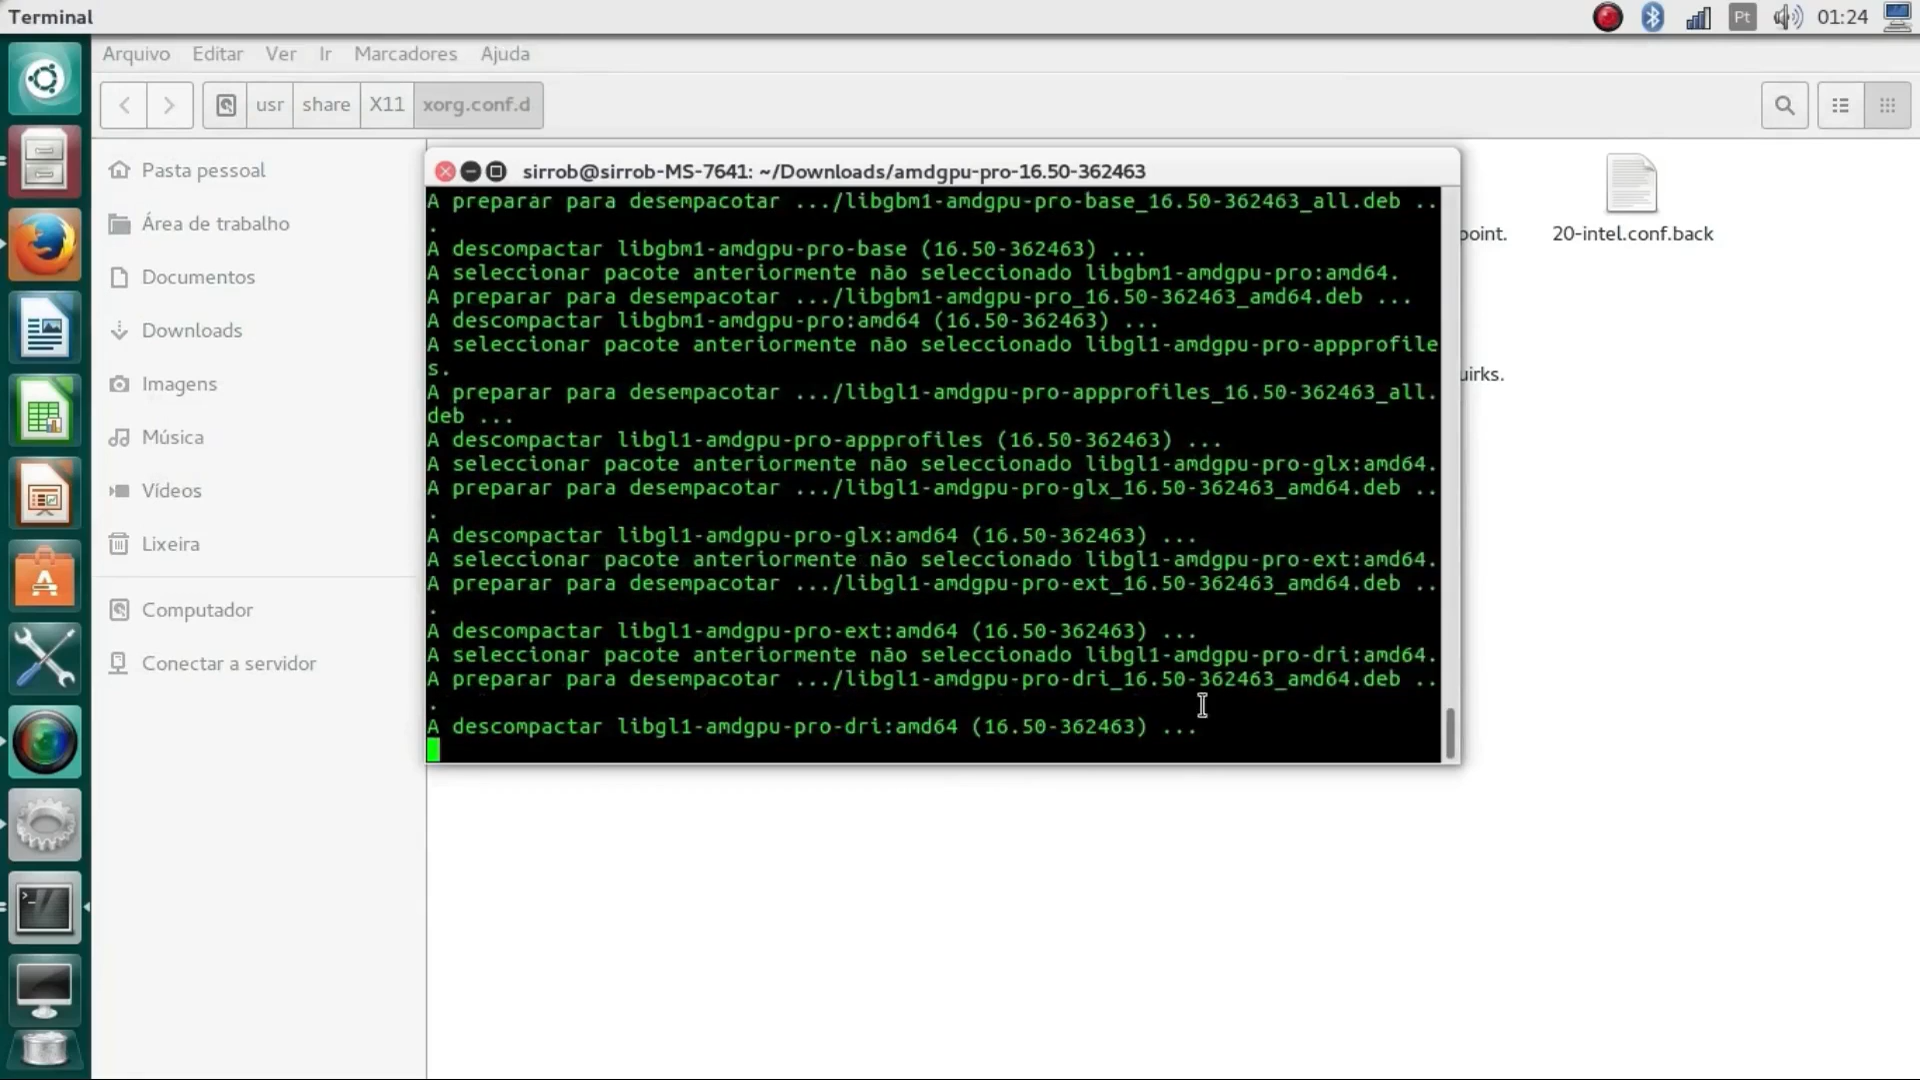 Terminal
Pt
01:24
Arquivo Editar Ver Ir Marcadores Ajuda
usr share X11 xorg.conf.d
Pasta pessoal
Área de trabalho
Documentos
Downloads
Imagens
Música
Vídeos
Lixeira
Computador
Conectar a servidor
sirrob@sirrob-MS-7641: ~/Downloads/amdgpu-pro-16.50-362463
A preparar para desempacotar .../libgbm1-amdgpu-pro-base_16.50-362463_all.deb ..
.
A descompactar libgbm1-amdgpu-pro-base (16.50-362463) ...
A seleccionar pacote anteriormente não seleccionado libgbm1-amdgpu-pro:amd64.
A preparar para desempacotar .../libgbm1-amdgpu-pro_16.50-362463_amd64.deb ...
A descompactar libgbm1-amdgpu-pro:amd64 (16.50-362463) ...
A seleccionar pacote anteriormente não seleccionado libgl1-amdgpu-pro-appprofile
s.
A preparar para desempacotar .../libgl1-amdgpu-pro-appprofiles_16.50-362463_all.
deb ...
A descompactar libgl1-amdgpu-pro-appprofiles (16.50-362463) ...
A seleccionar pacote anteriormente não seleccionado libgl1-amdgpu-pro-glx:amd64.
A preparar para desempacotar .../libgl1-amdgpu-pro-glx_16.50-362463_amd64.deb ..
.
A descompactar libgl1-amdgpu-pro-glx:amd64 (16.50-362463) ...
A seleccionar pacote anteriormente não seleccionado libgl1-amdgpu-pro-ext:amd64.
A preparar para desempacotar .../libgl1-amdgpu-pro-ext_16.50-362463_amd64.deb ..
.
A descompactar libgl1-amdgpu-pro-ext:amd64 (16.50-362463) ...
A seleccionar pacote anteriormente não seleccionado libgl1-amdgpu-pro-dri:amd64.
A preparar para desempacotar .../libgl1-amdgpu-pro-dri_16.50-362463_amd64.deb ..
.
A descompactar libgl1-amdgpu-pro-dri:amd64 (16.50-362463) ...
point.
20-intel.conf.back
uirks.